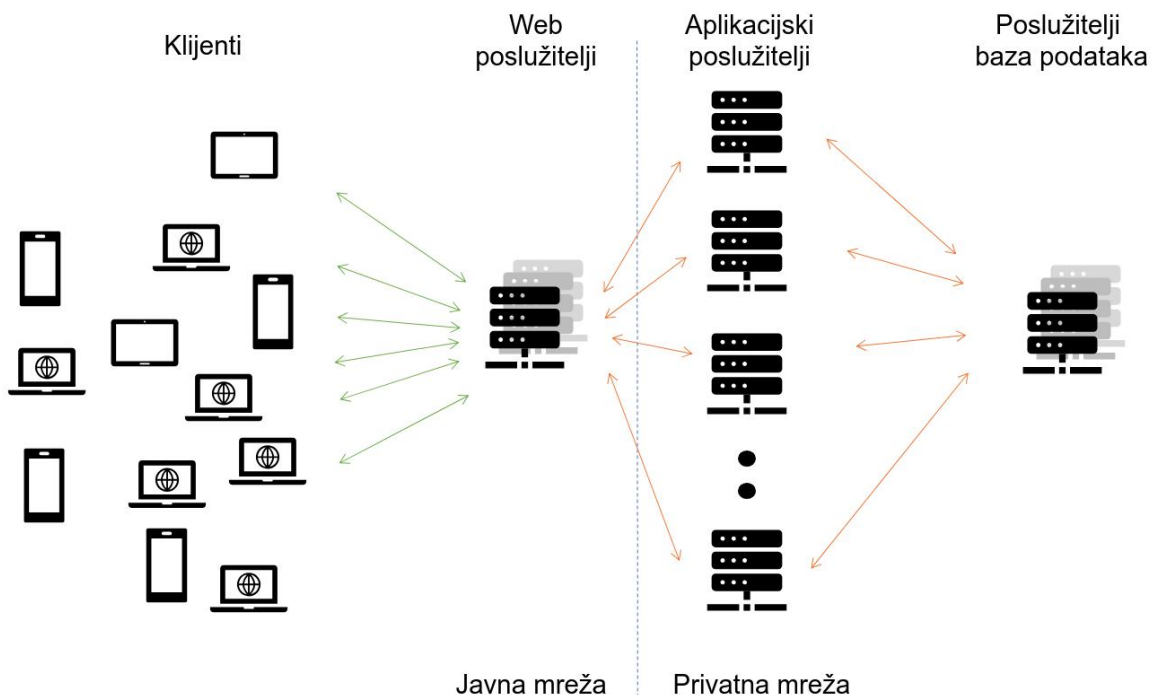 Klijenti
Web
poslužitelji
Aplikacijski
poslužitelji
Poslužitelji
baza podataka
Javna mreža
Privatna mreža